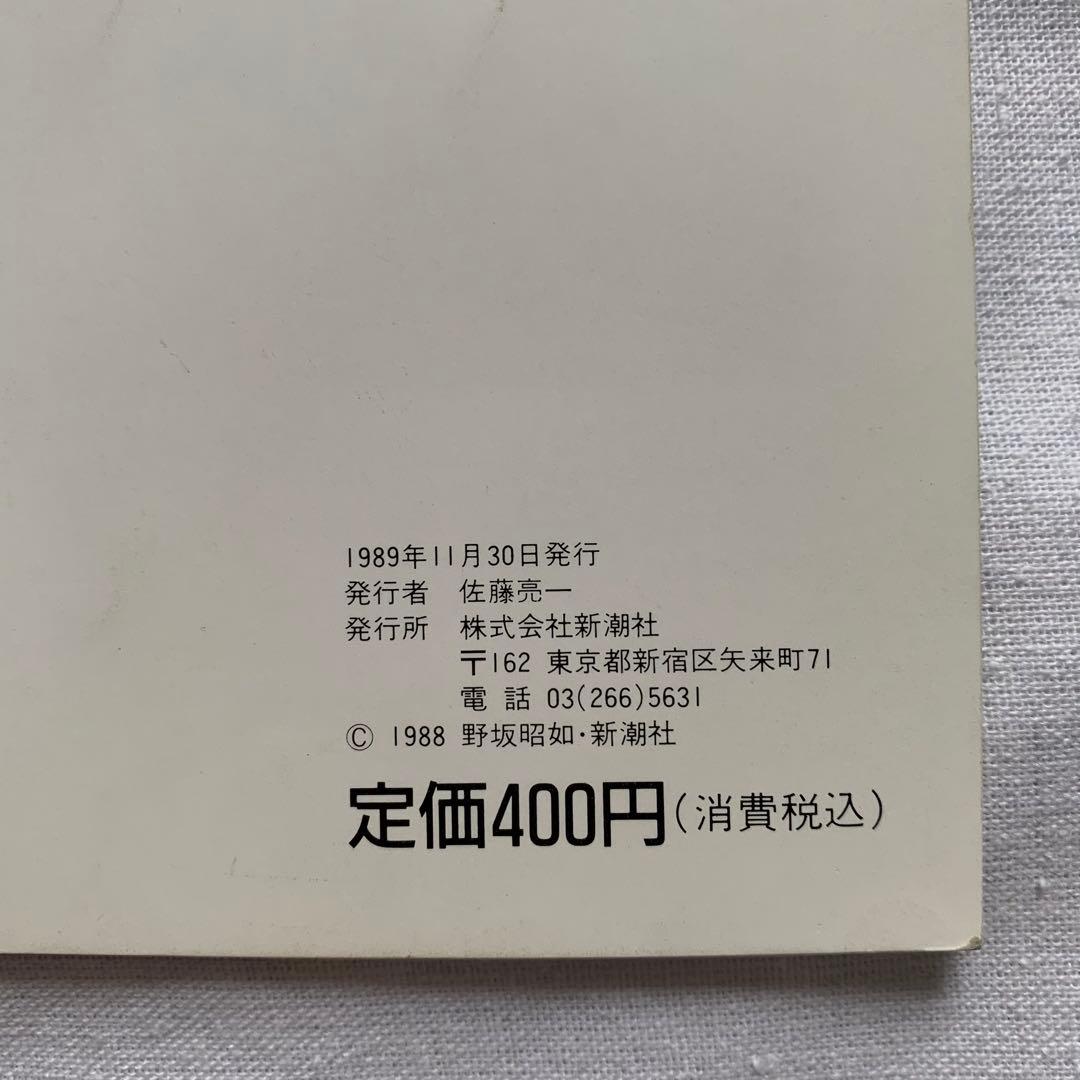 1989年11月30日発行
発行者 佐藤亮一
発行所 株式会社新潮社
〒162 東京都新宿区矢来町71
電 話 03(266)5631
© 1988 野坂昭如・新潮社
定価400円(消費税込)